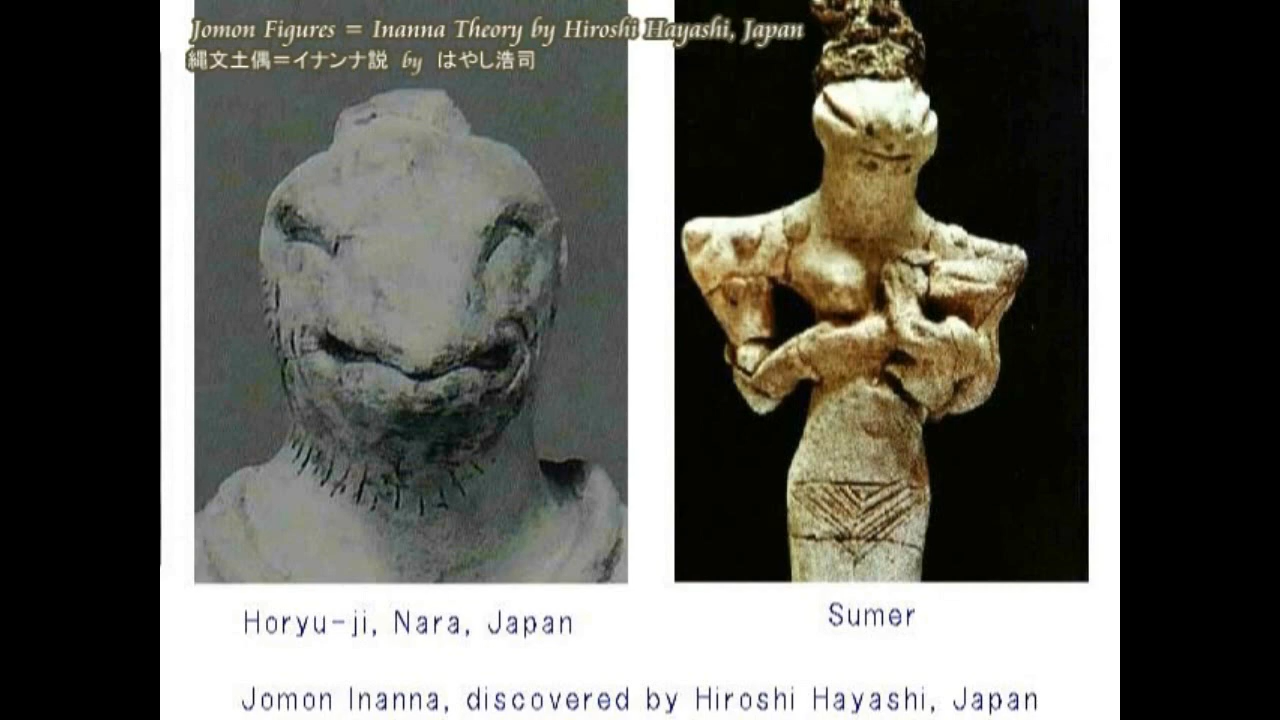 Jomon Figures = Inanna Theory by Hiroshi Hayashi, Japan
縄文土偶=イナンナ説 by はやし浩司
Horyu-ji, Nara, Japan
Sumer
Jomon Inanna, discovered by Hiroshi Hayashi, Japan